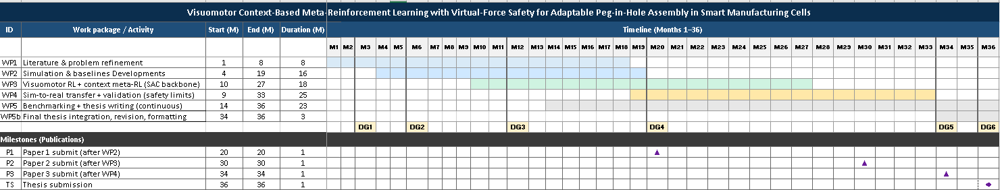 Visuomotor Context-Based Meta-Reinforcement Learning with Virtual-Force Safety for Adaptable Peg-in-Hole Assembly in Smart Manufacturing Cells
ID Work package / Activity Start (M) End (M) Duration (M) Timeline (Months 1–36)
M1 M2 M3 M4 M5 M6 M7 M8 M9 M10 M11 M12 M13 M14 M15 M16 M17 M18 M19 M20 M21 M22 M23 M24 M25 M26 M27 M28 M29 M30 M31 M32 M33 M34 M35 M36
WP1 Literature & problem refinement 1 8 8
WP2 Simulation & baselines Developments 4 19 16
WP3 Visuomotor RL + context meta-RL (SAC backbone) 10 27 18
WP4 Sim-to-real transfer + validation (safety limits) 9 33 25
WP5 Benchmarking + thesis writing (continuous) 14 36 23
WP5b Final thesis integration, revision, formatting 34 36 3
DG1 DG2 DG3 DG4 DG5 DG6
Milestones (Publications)
P1 Paper 1 submit (after WP2) 20 20 1
P2 Paper 2 submit (after WP3) 30 30 1
P3 Paper 3 submit (after WP4) 34 34 1
TS Thesis submission 36 36 1